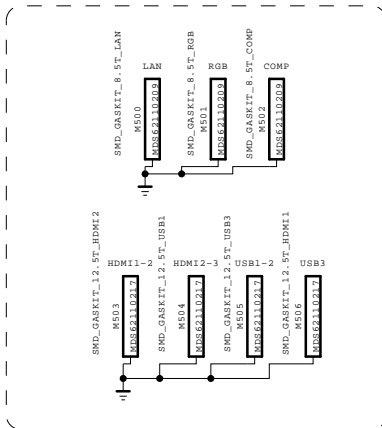 LAN
RGB
COMP
SMD_GASKIT_8.5T_LAN
M500
MDS62110209
SMD_GASKIT_8.5T_RGB
M501
MDS62110209
SMD_GASKIT_8.5T_COMP
M502
MDS62110209
HDMI1-2
HDMI2-3
USB1-2
USB3
SMD_GASKIT_12.5T_HDMI2
M503
MDS62110217
SMD_GASKIT_12.5T_USB1
M504
MDS62110217
SMD_GASKIT_12.5T_USB3
M505
MDS62110217
SMD_GASKIT_12.5T_HDMI1
M506
MDS62110217